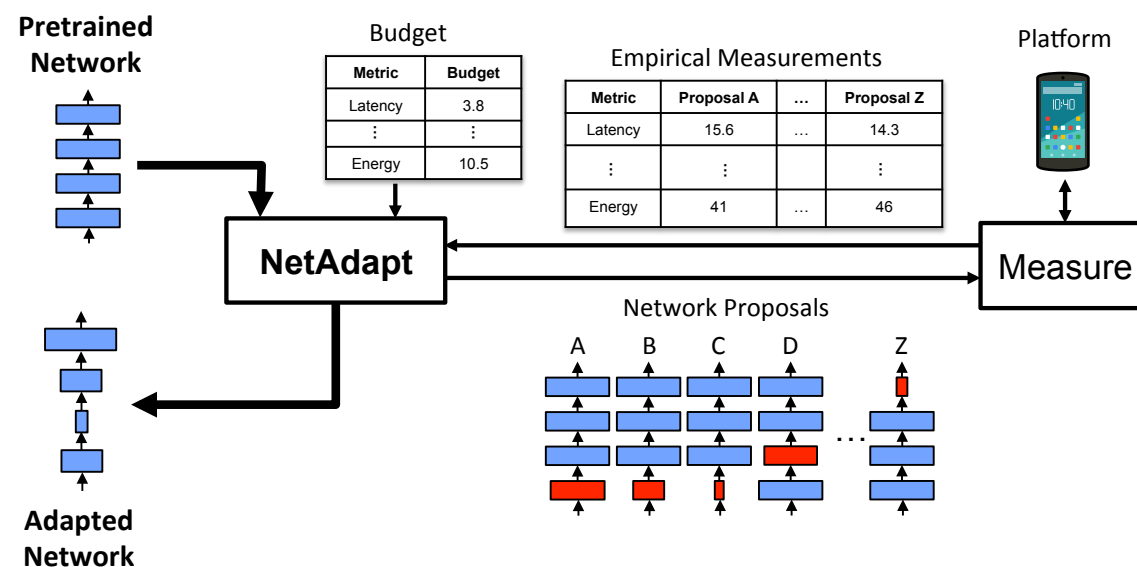 Pretrained
Network
Budget
Metric Budget
Latency 3.8
⋮ ⋮
Energy 10.5
Empirical Measurements
Metric Proposal A ... Proposal Z
Latency 15.6 ... 14.3
⋮ ⋮ ⋮
Energy 41 ... 46
Platform
10:40
NetAdapt
Measure
Network Proposals
A B C D Z
...
Adapted
Network